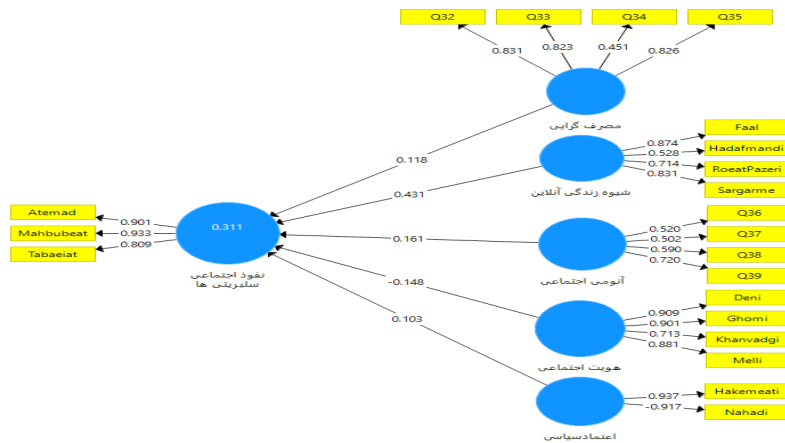 Q32 Q33 Q34 Q35
0.831 0.823 0.451 0.826
مصرف گرایی
0.118
Faal
Hadafmandi
RoeatPazeri
Sargarme
0.874
0.528
0.714
0.831
شیوه زندگی آنلاین
0.431
Atemad
Mahbubeat
Tabaeiat
0.901
0.933
0.809
0.311
نفوذ اجتماعی
سلبریتی ها
0.161
Q36
Q37
Q38
Q39
0.520
0.502
0.590
0.720
آنومی اجتماعی
-0.148
Deni
Ghomi
Khanvadgi
Melli
0.909
0.901
0.713
0.881
هویت اجتماعی
0.103
Hakemeati
Nahadi
0.937
-0.917
اعتمادسیاسی